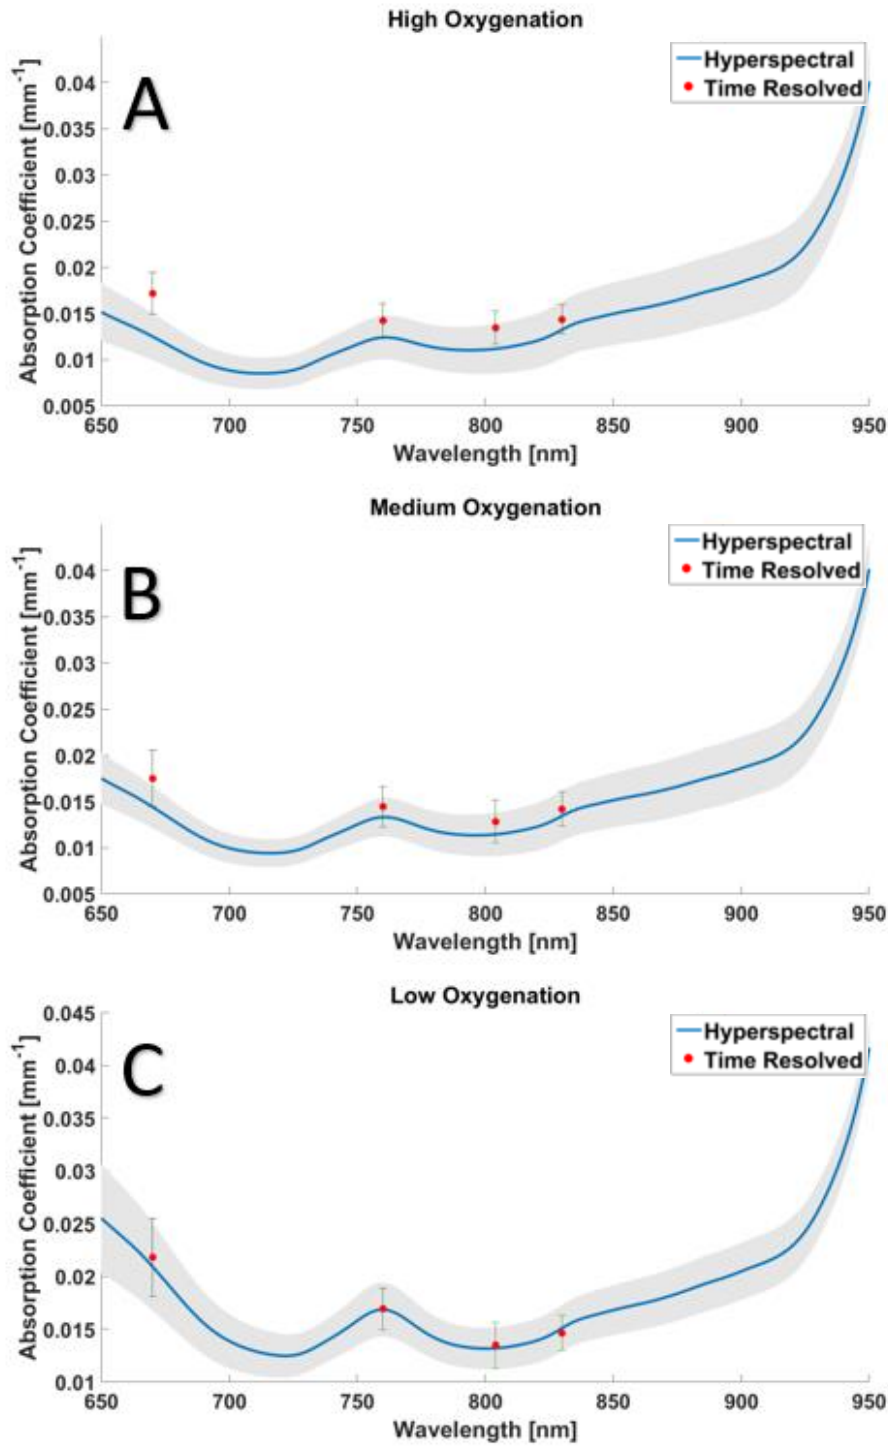 High Oxygenation
A
Hyperspectral
Time Resolved
Absorption Coefficient [mm-1]
0.04
0.035
0.03
0.025
0.02
0.015
0.01
0.005
650 700 750 800 850 900 950
Wavelength [nm]
Medium Oxygenation
B
Hyperspectral
Time Resolved
Absorption Coefficient [mm-1]
0.04
0.035
0.03
0.025
0.02
0.015
0.01
0.005
650 700 750 800 850 900 950
Wavelength [nm]
Low Oxygenation
C
Hyperspectral
Time Resolved
Absorption Coefficient [mm-1]
0.045
0.04
0.035
0.03
0.025
0.02
0.015
0.01
650 700 750 800 850 900 950
Wavelength [nm]